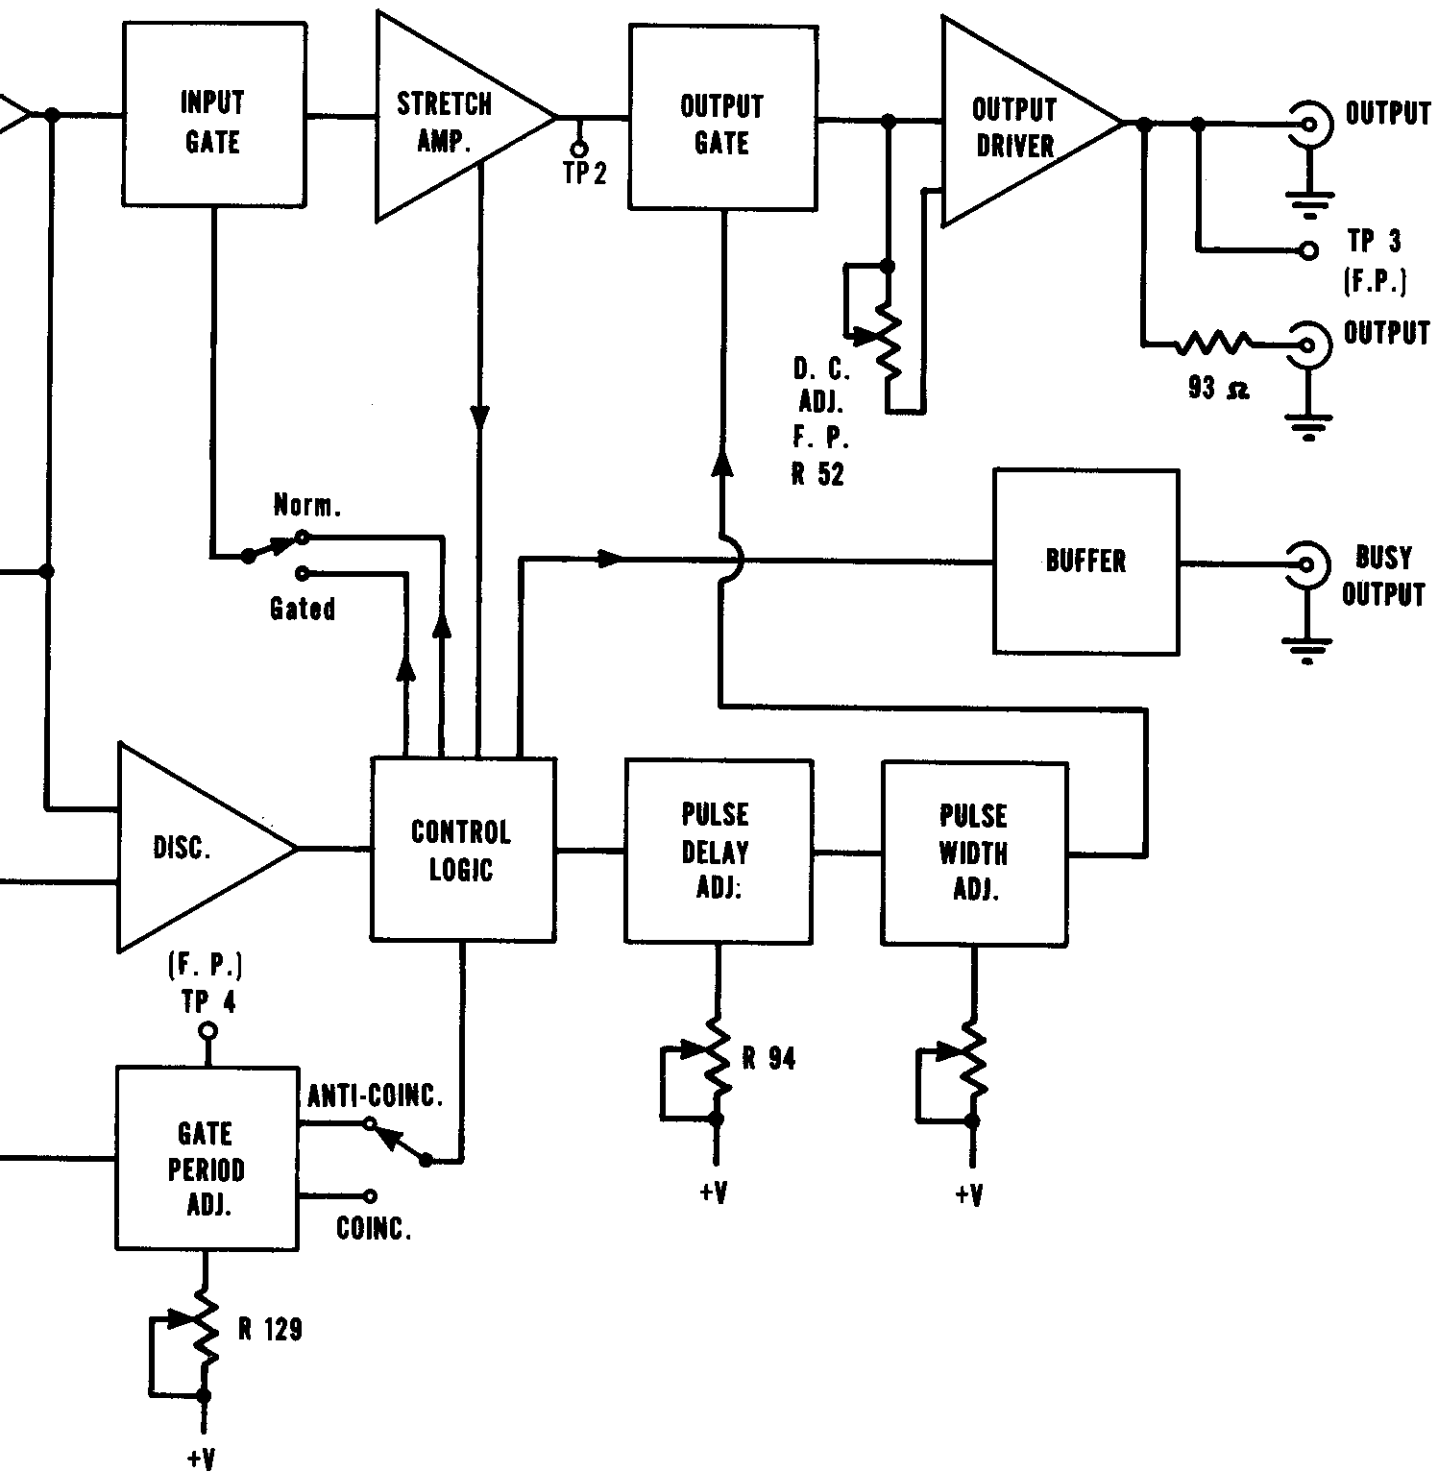 INPUT
GATE
STRETCH
AMP.
TP 2
OUTPUT
GATE
OUTPUT
DRIVER
OUTPUT
TP 3
(F.P.)
OUTPUT
93 Ω
D. C.
ADJ.
F. P.
R 52
Norm.
Gated
BUFFER
BUSY
OUTPUT
DISC.
CONTROL
LOGIC
PULSE
DELAY
ADJ:
PULSE
WIDTH
ADJ.
(F. P.)
TP 4
R 94
+V
+V
ANTI-COINC.
GATE
PERIOD
ADJ.
COINC.
R 129
+V